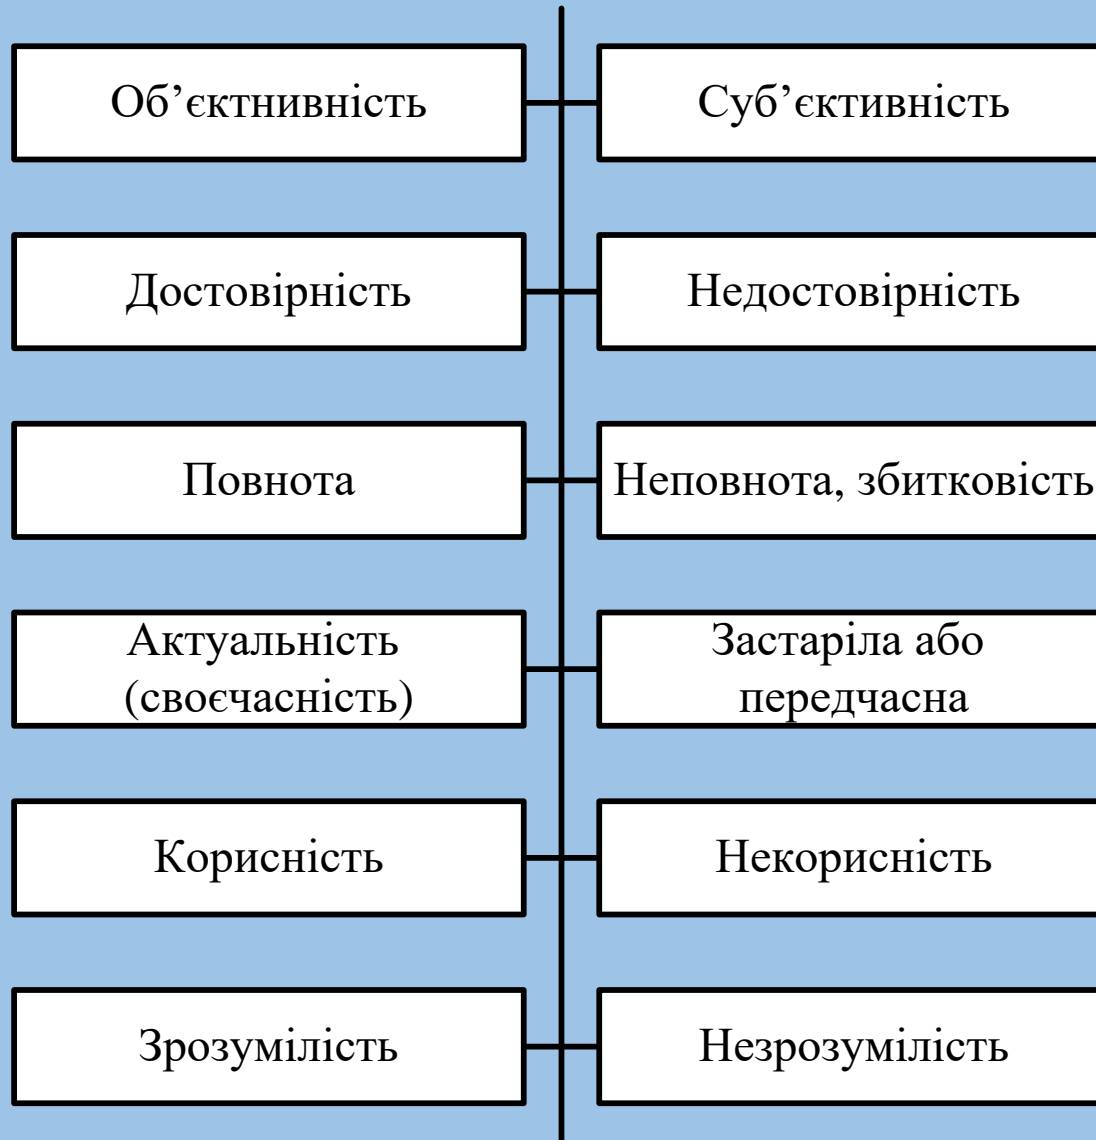 Об’єктнивність
Суб’єктивність
Достовірність
Недостовірність
Повнота
Неповнота, збитковість
Актуальність
(своєчасність)
Застаріла або
передчасна
Корисність
Некорисність
Зрозумілість
Незрозумілість